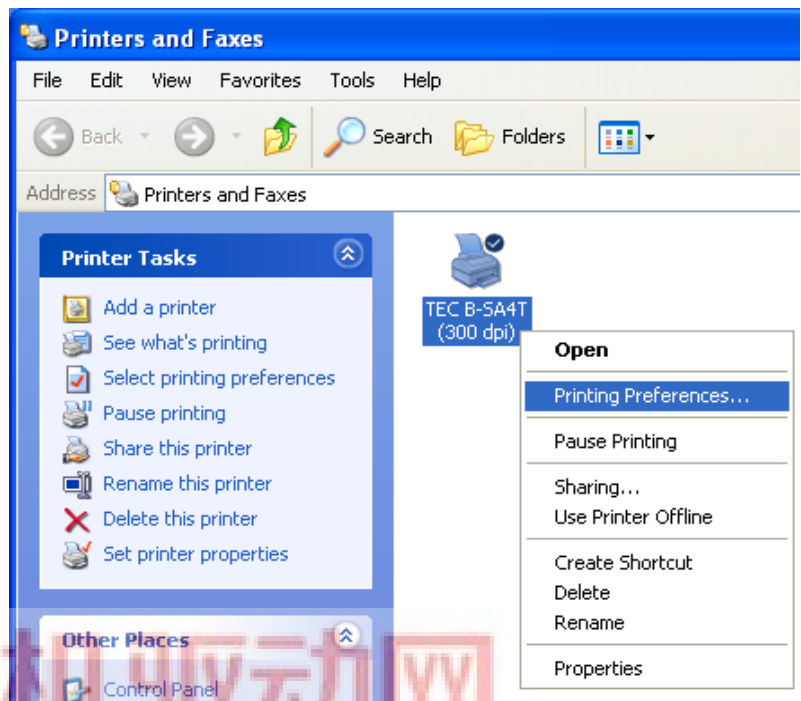 Printers and Faxes
File Edit View Favorites Tools Help
Back Search Folders
Address Printers and Faxes
Printer Tasks
Add a printer
See what's printing
Select printing preferences
Pause printing
Share this printer
Rename this printer
Delete this printer
Set printer properties
Other Places
Control Panel
TEC B-SA4T
(300 dpi)
Open
Printing Preferences...
Pause Printing
Sharing...
Use Printer Offline
Create Shortcut
Delete
Rename
Properties